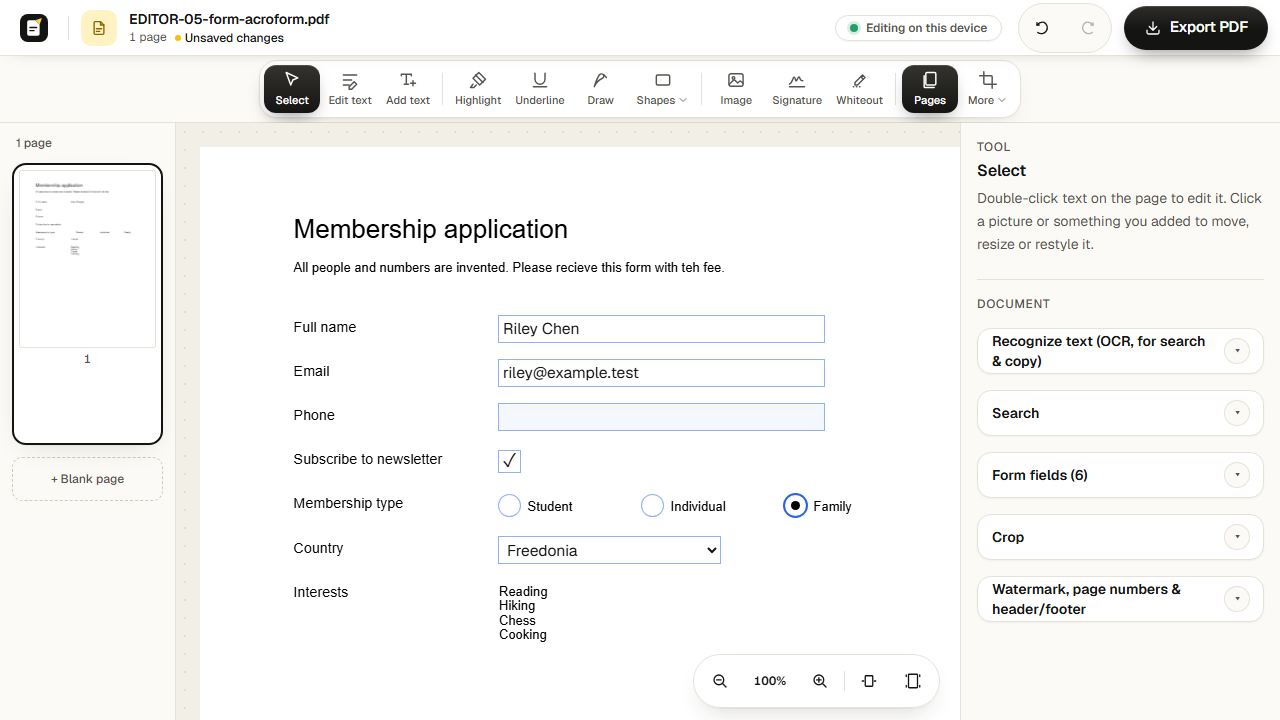 EDITOR-05-form-acroform.pdf
1 page Unsaved changes
Editing on this device
Export PDF
Select Edit text Add text Highlight Underline Draw Shapes Image Signature Whiteout Pages More
1 page
1
+ Blank page
Membership application
All people and numbers are invented. Please recieve this form with teh fee.
Full name Riley Chen
Email riley@example.test
Phone
Subscribe to newsletter
Membership type Student Individual Family
Country Freedonia
Interests Reading
Hiking
Chess
Cooking
100%
TOOL
Select
Double-click text on the page to edit it. Click
a picture or something you added to move,
resize or restyle it.
DOCUMENT
Recognize text (OCR, for search
& copy)
Search
Form fields (6)
Crop
Watermark, page numbers &
header/footer